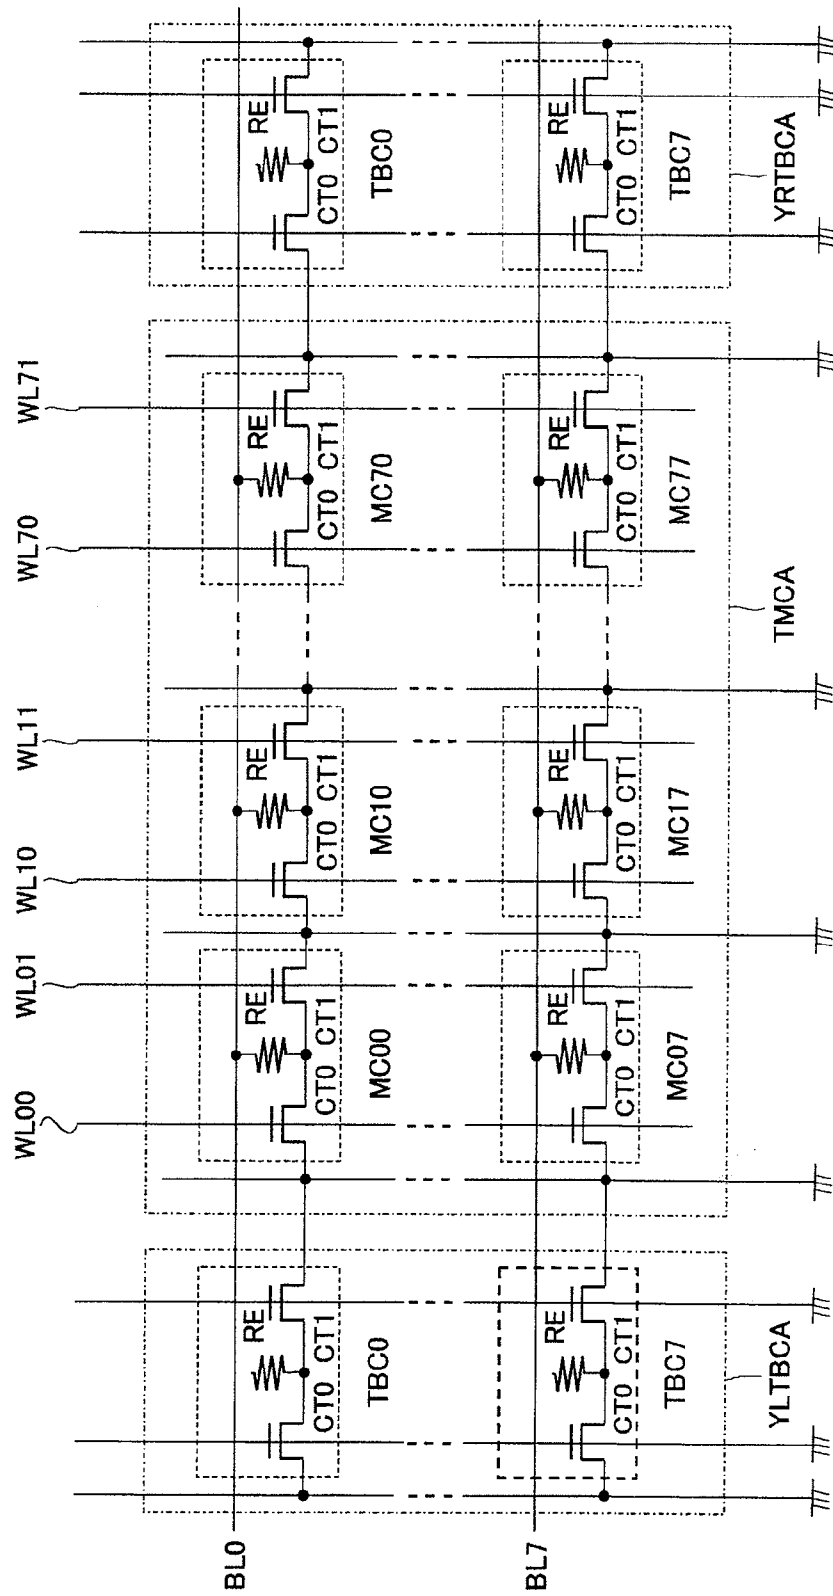 WL00 WL01 WL10 WL11 WL70 WL71
BL0
RE RE RE RE RE
CT0 CT1 CT0 CT1 CT0 CT1 CT0 CT1 CT0 CT1
TBC0 MC00 MC10 MC70 TBC0
BL7
RE RE RE RE RE
CT0 CT1 CT0 CT1 CT0 CT1 CT0 CT1 CT0 CT1
TBC7 MC07 MC17 MC77 TBC7
YLTBCA TMCA YRTBCA